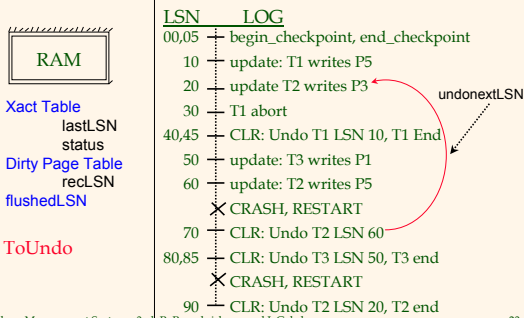 RAM
Xact Table
lastLSN
status
Dirty Page Table
recLSN
flushedLSN
ToUndo
LSN LOG
00,05 begin_checkpoint, end_checkpoint
10 update: T1 writes P5
20 update T2 writes P3
30 T1 abort
40,45 CLR: Undo T1 LSN 10, T1 End
50 update: T3 writes P1
60 update: T2 writes P5
CRASH, RESTART
70 CLR: Undo T2 LSN 60
80,85 CLR: Undo T3 LSN 50, T3 end
CRASH, RESTART
90 CLR: Undo T2 LSN 20, T2 end
undonextLSN